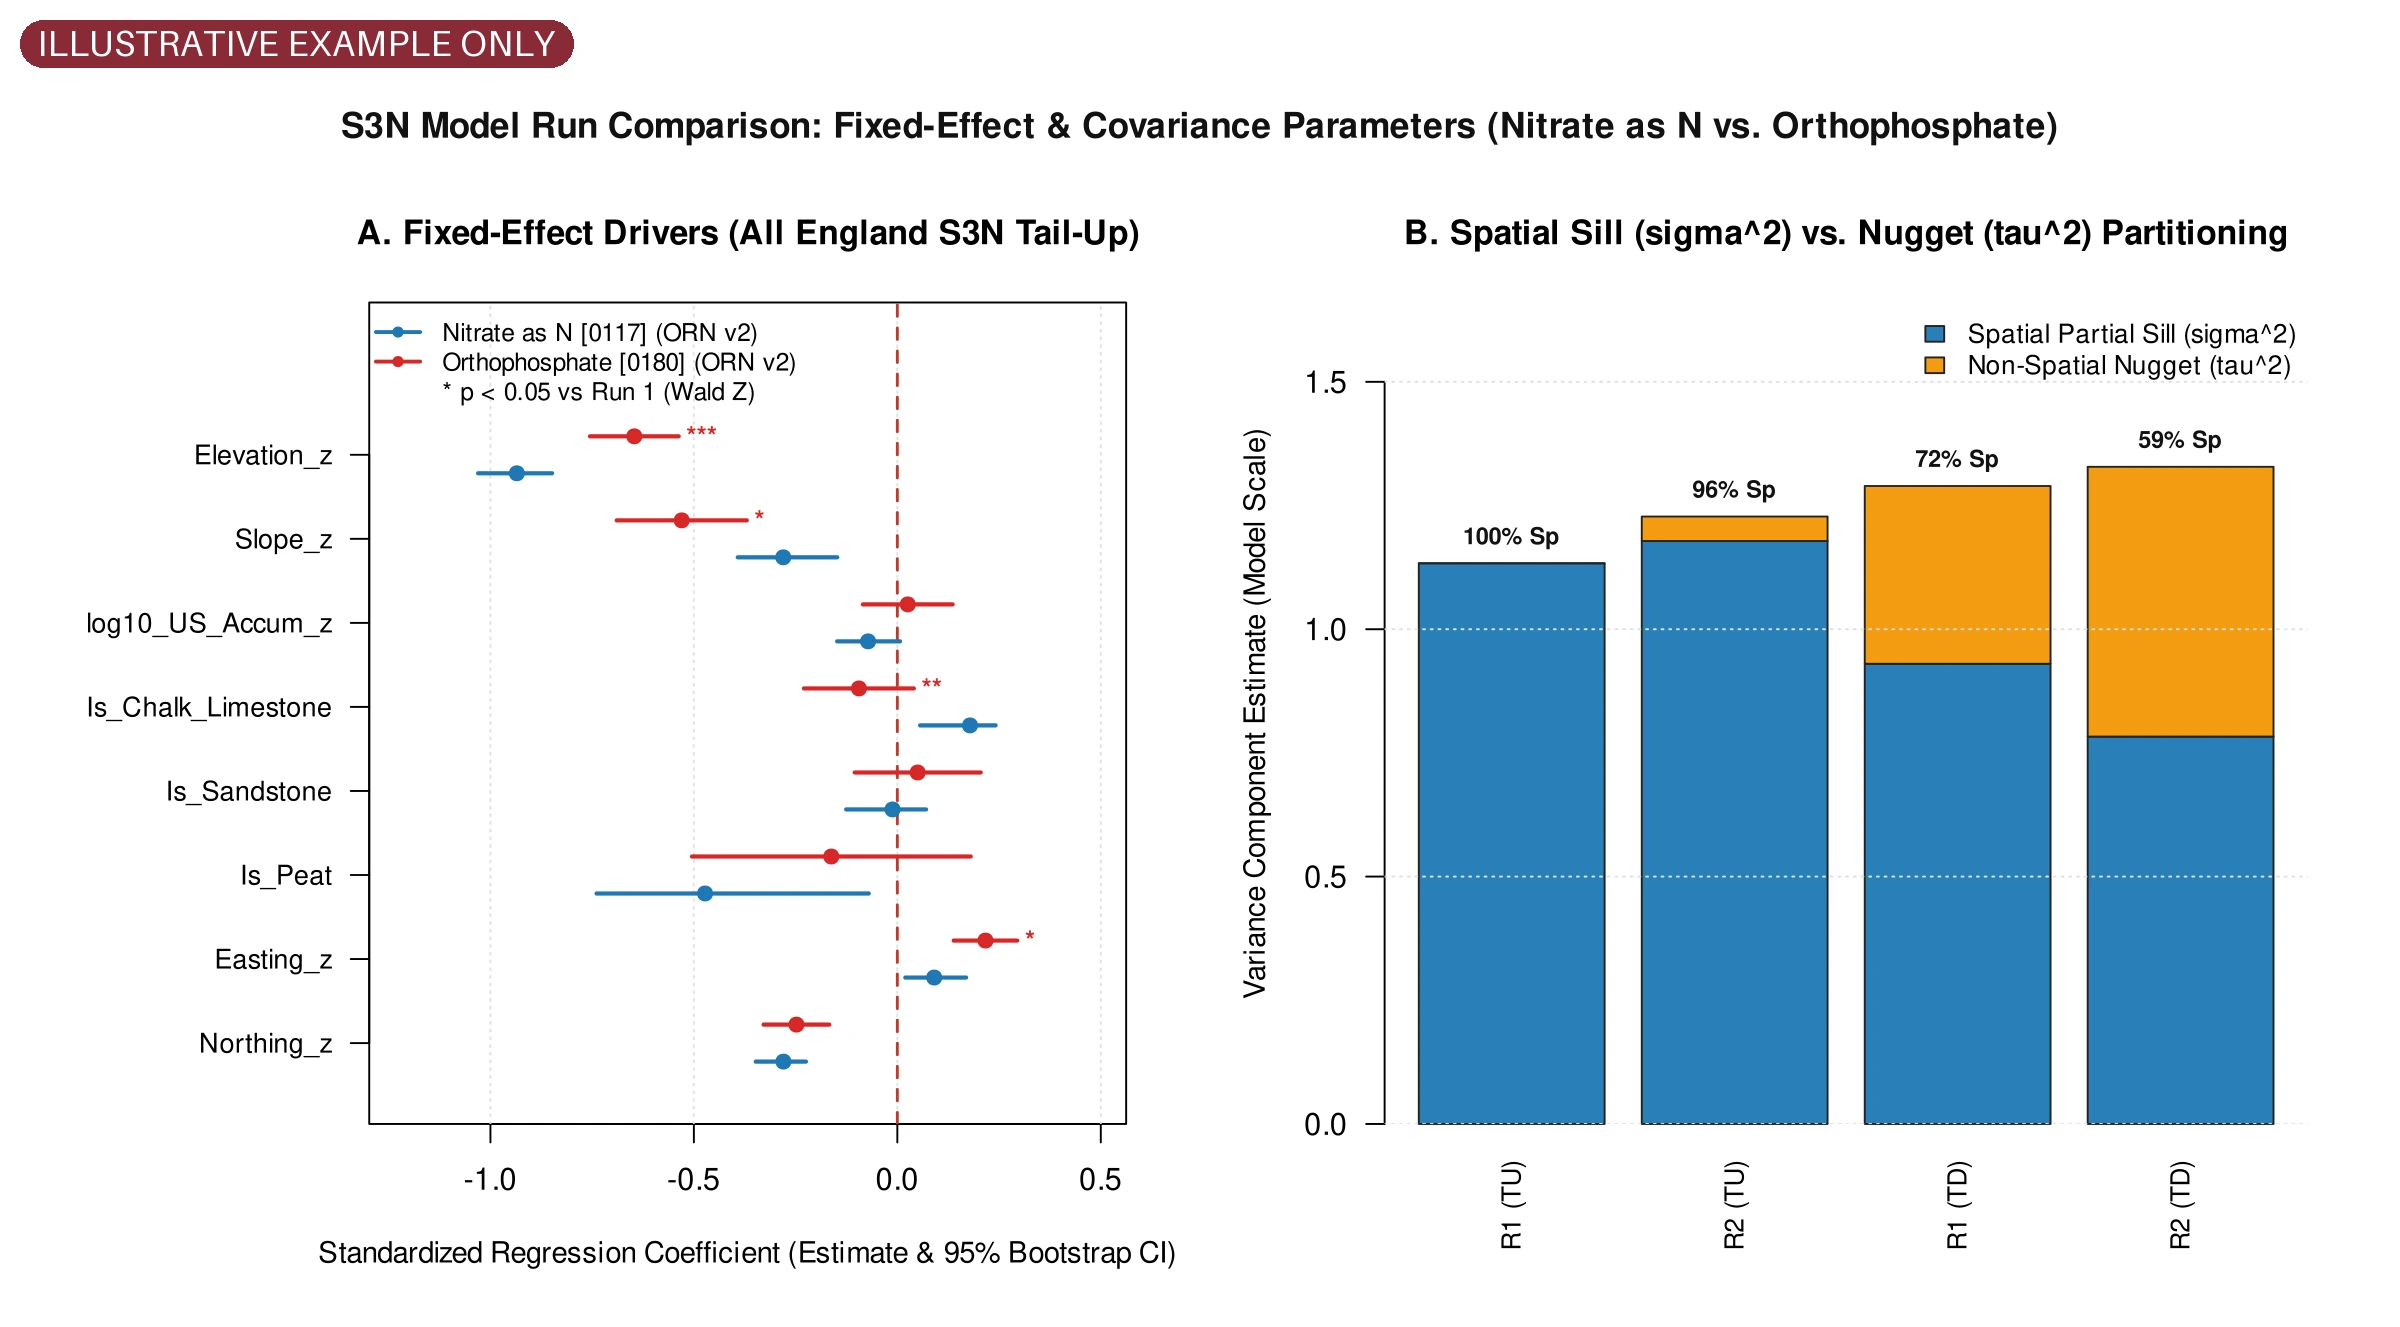 ILLUSTRATIVE EXAMPLE ONLY
S3N Model Run Comparison: Fixed-Effect & Covariance Parameters (Nitrate as N vs. Orthophosphate)
A. Fixed-Effect Drivers (All England S3N Tail-Up)
Nitrate as N [0117] (ORN v2)
Orthophosphate [0180] (ORN v2)
* p < 0.05 vs Run 1 (Wald Z)
Elevation_z
***
Slope_z
*
log10_US_Accum_z
Is_Chalk_Limestone
**
Is_Sandstone
Is_Peat
Easting_z
*
Northing_z
-1.0
-0.5
0.0
0.5
Standardized Regression Coefficient (Estimate & 95% Bootstrap CI)
B. Spatial Sill (sigma^2) vs. Nugget (tau^2) Partitioning
Spatial Partial Sill (sigma^2)
Non-Spatial Nugget (tau^2)
Variance Component Estimate (Model Scale)
1.5
1.0
0.5
0.0
100% Sp
96% Sp
72% Sp
59% Sp
R1 (TU)
R2 (TU)
R1 (TD)
R2 (TD)